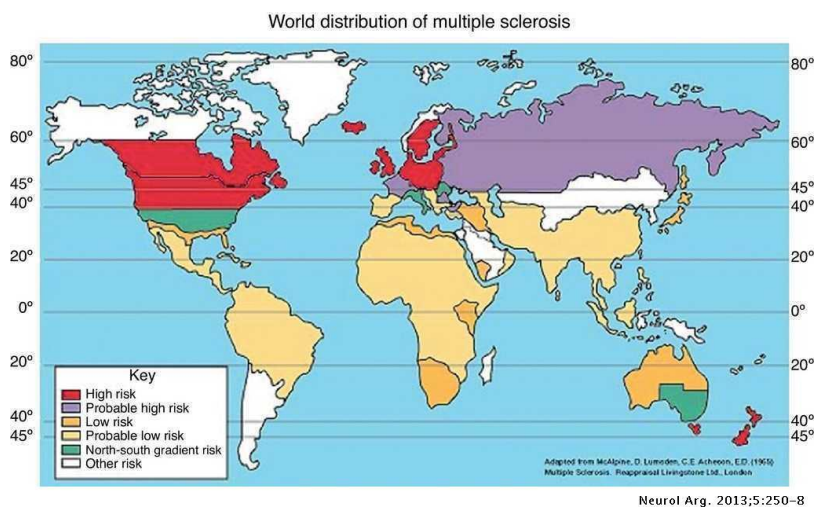 World distribution of multiple sclerosis
80º
80º
60º
60º
45º
45º
40º
40º
20º
20º
0º
0º
20º
20º
40º
40º
45º
45º
Key
High risk
Probable high risk
Low risk
Probable low risk
North-south gradient risk
Other risk
Adapted from McAlpine, D. Lumsden, C.E. Acheson, E.D. (1965)
Multiple Sclerosis. Reappraisal Livingstone Ltd., London
Neurol Arg. 2013;5:250-8